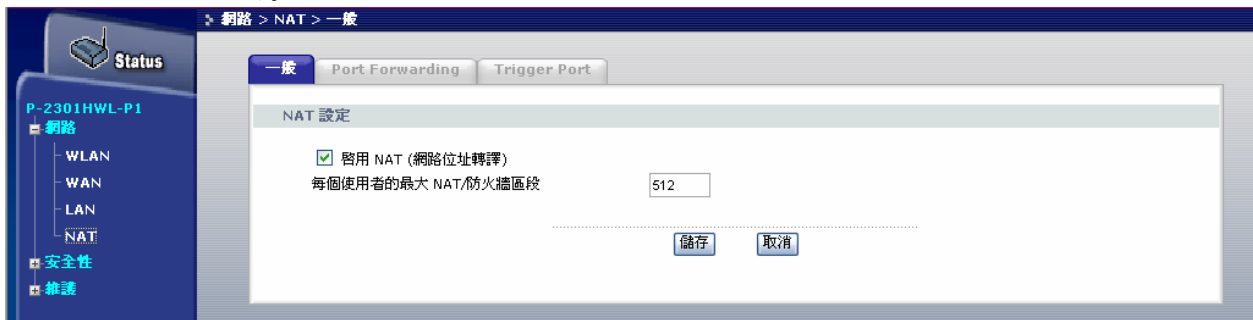 網路 > NAT > 一般
Status
一般 Port Forwarding Trigger Port
P-2301HWL-P1
網路
WLAN
WAN
LAN
NAT
安全性
維護
NAT 設定
啓用 NAT (網路位址轉譯)
每個使用者的最大 NAT/防火牆區段 512
儲存 取消